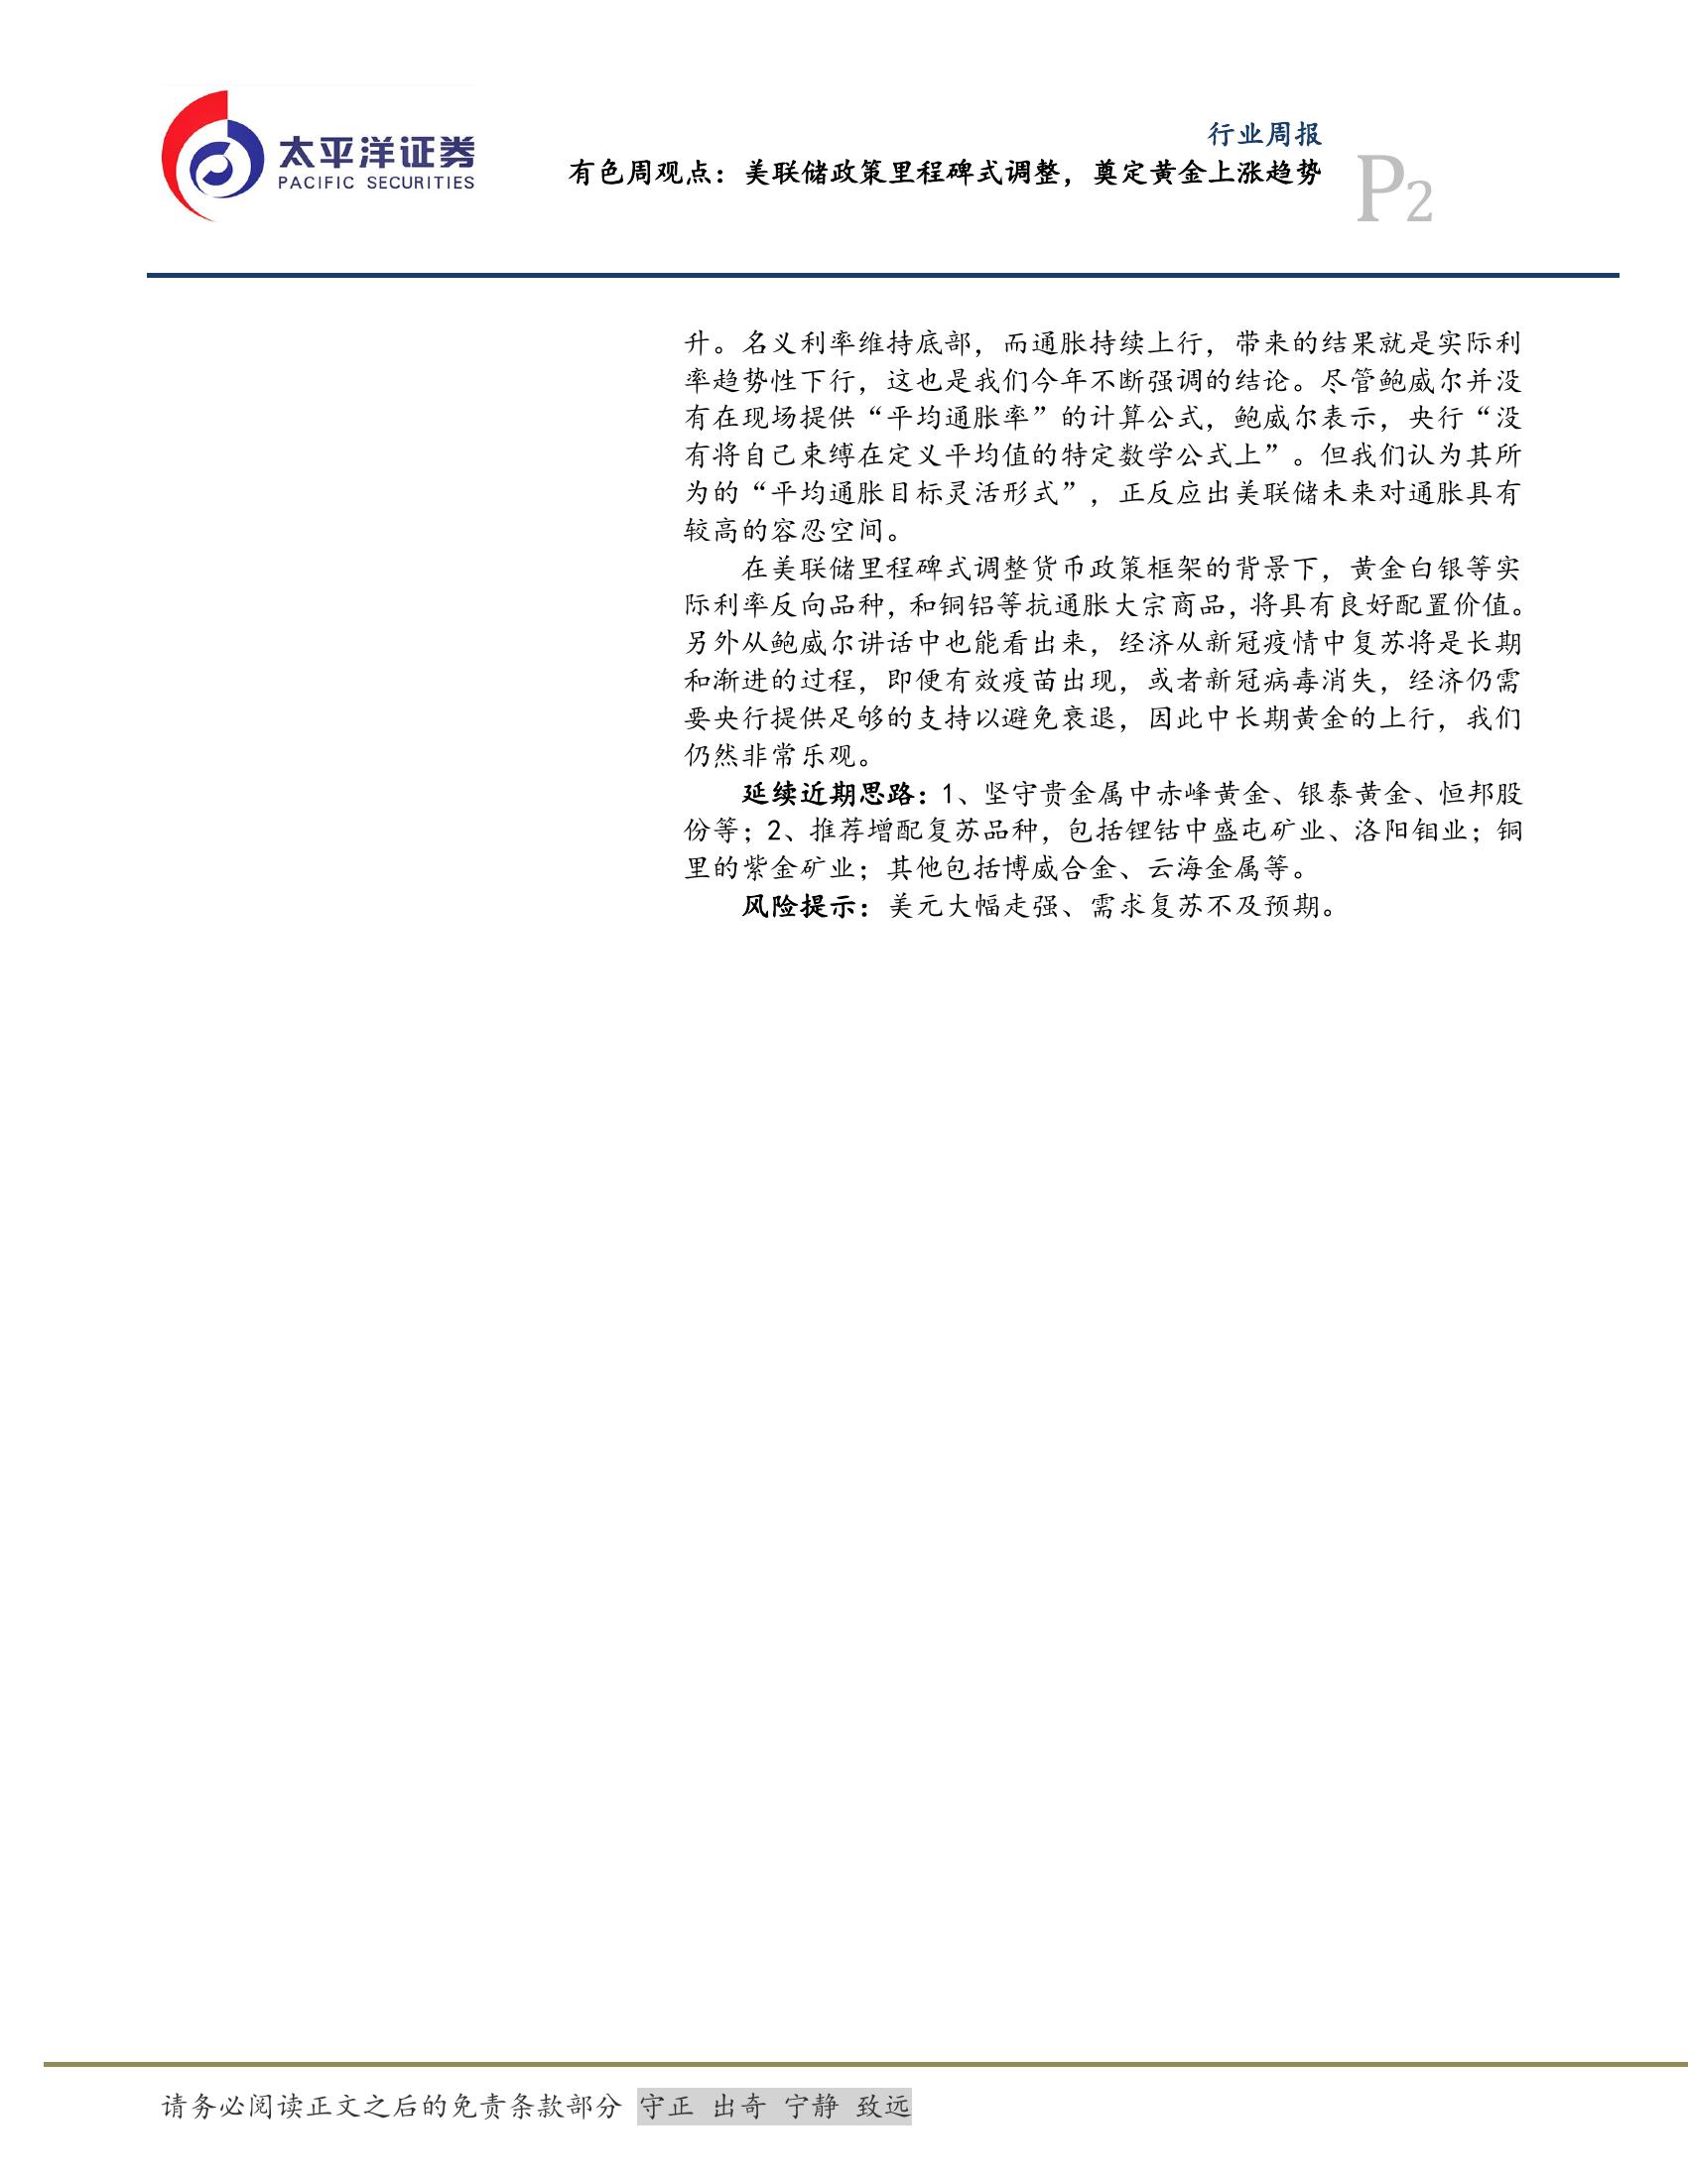 太平洋证券
PACIFIC SECURITIES
行业周报
有色周观点：美联储政策里程碑式调整，奠定黄金上涨趋势
P2
升。名义利率维持底部，而通胀持续上行，带来的结果就是实际利
率趋势性下行，这也是我们今年不断强调的结论。尽管鲍威尔并没
有在现场提供“平均通胀率”的计算公式，鲍威尔表示，央行“没
有将自己束缚在定义平均值的特定数学公式上”。但我们认为其所
为的“平均通胀目标灵活形式”，正反应出美联储未来对通胀具有
较高的容忍空间。
在美联储里程碑式调整货币政策框架的背景下，黄金白银等实
际利率反向品种，和铜铝等抗通胀大宗商品，将具有良好配置价值。
另外从鲍威尔讲话中也能看出来，经济从新冠疫情中复苏将是长期
和渐进的过程，即便有效疫苗出现，或者新冠病毒消失，经济仍需
要央行提供足够的支持以避免衰退，因此中长期黄金的上行，我们
仍然非常乐观。
延续近期思路：1、坚守贵金属中赤峰黄金、银泰黄金、恒邦股
份等；2、推荐增配复苏品种，包括锂钴中盛屯矿业、洛阳钼业；铜
里的紫金矿业；其他包括博威合金、云海金属等。
风险提示：美元大幅走强、需求复苏不及预期。
请务必阅读正文之后的免责条款部分 守正 出奇 宁静 致远